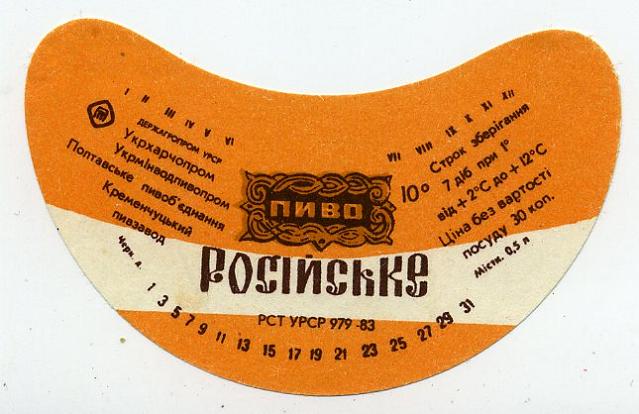 I II III IV V VI
ДЕРЖАГРОПРОМ УРСР
Укрхарчопром
Укрмінводпивопром
Полтавське пивоб'єднання
Кременчуцький
пивзавод
ПИВО
Російське
РСТ УРСР 979-83
VII VIII IX X XI XII
10° Строк зберігання
7 діб при t°
від +2°С до +12°С
Ціна без вартості
посуду 30 коп.
Містк. 0,5 л
1 3 5 7 9 11 13 15 17 19 21 23 25 27 29 31